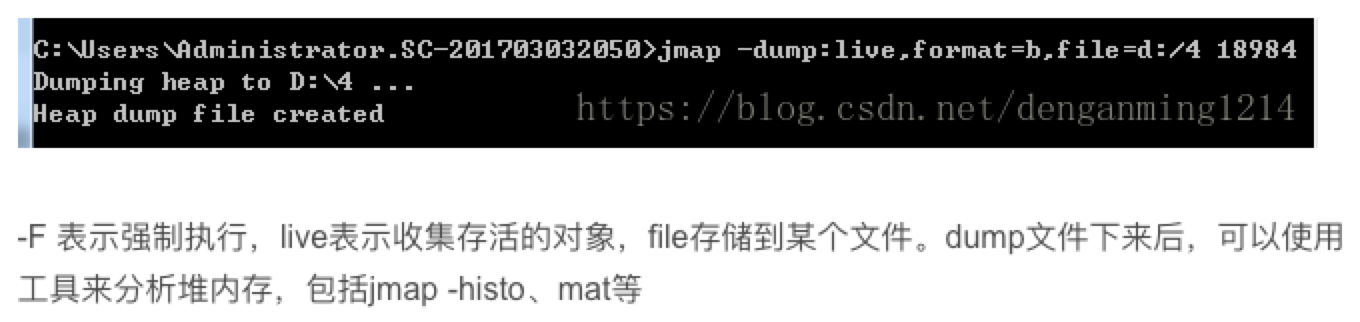 C:\Users\Administrator.SC-201703032050>jmap -dump:live,format=b,file=d:/4 18984
Dumping heap to D:\4 ...
Heap dump file created
https://blog.csdn.net/denganming1214
-F 表示强制执行，live表示收集存活的对象，file存储到某个文件。dump文件下来后，可以使用
工具来分析堆内存，包括jmap -histo、mat等